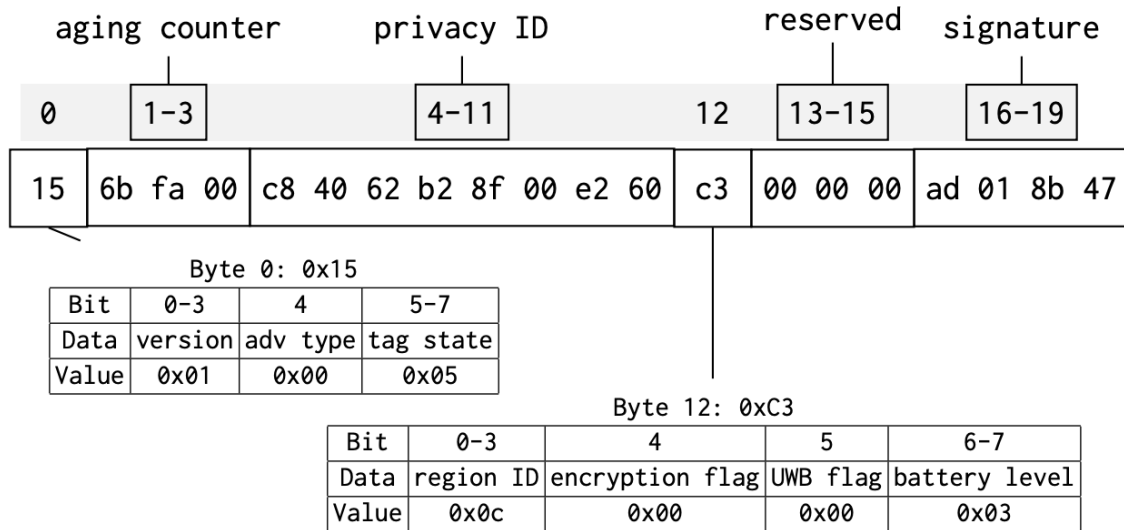 aging counter privacy ID reserved signature
0 1-3 4-11 12 13-15 16-19
15 6b fa 00 c8 40 62 b2 8f 00 e2 60 c3 00 00 00 ad 01 8b 47
Byte 0: 0x15
Bit 0-3 4 5-7
Data version adv type tag state
Value 0x01 0x00 0x05
Byte 12: 0xC3
Bit 0-3 4 5 6-7
Data region ID encryption flag UWB flag battery level
Value 0x0c 0x00 0x00 0x03